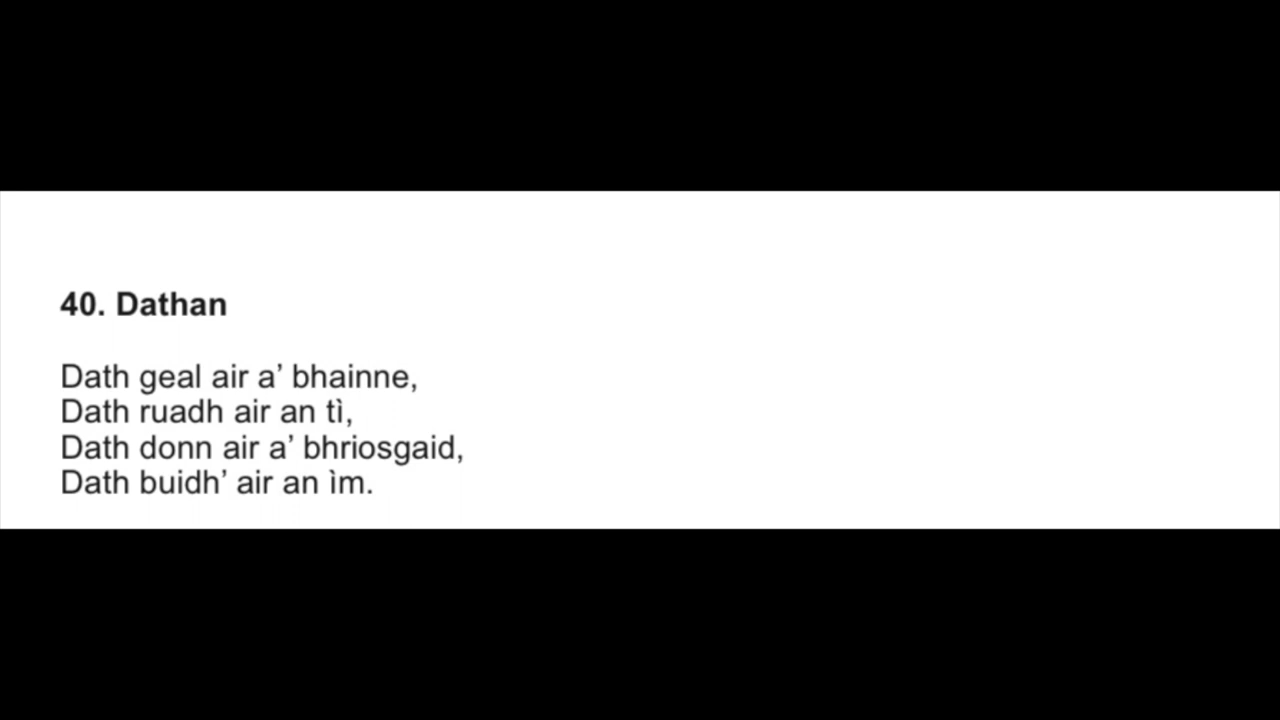 40. Dathan
Dath geal air a’ bhainne,
Dath ruadh air an tì,
Dath donn air a’ bhriosgaid,
Dath buidh’ air an ìm.